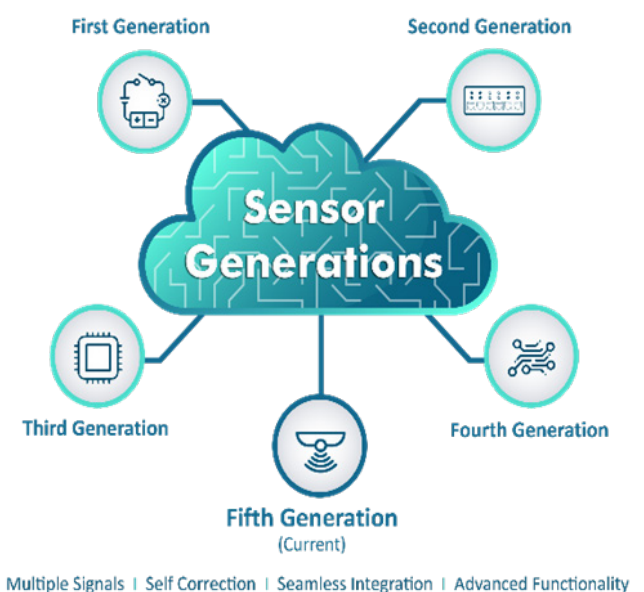 First Generation
Second Generation
Sensor
Generations
Third Generation
Fourth Generation
Fifth Generation
(Current)
Multiple Signals | Self Correction | Seamless Integration | Advanced Functionality